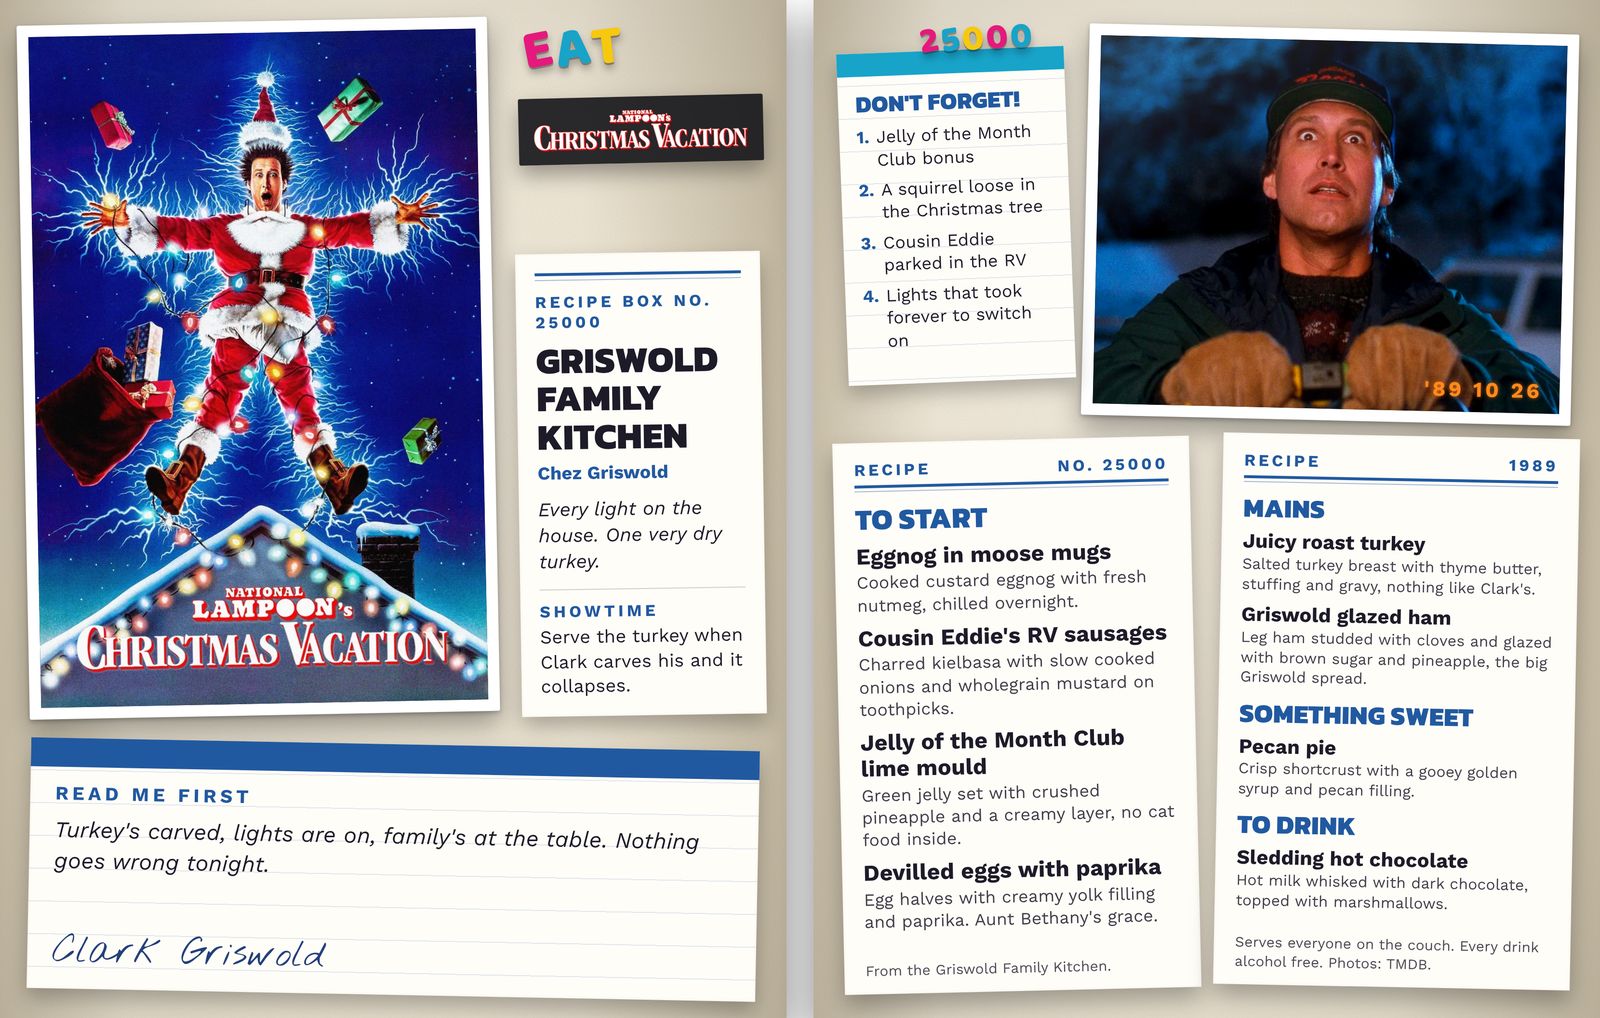 EAT
NATIONAL
LAMPOON's
CHRISTMAS VACATION
NATIONAL
LAMPOON's
CHRISTMAS VACATION
RECIPE BOX NO.
25000
GRISWOLD
FAMILY
KITCHEN
Chez Griswold
Every light on the
house. One very dry
turkey.
SHOWTIME
Serve the turkey when
Clark carves his and it
collapses.
READ ME FIRST
Turkey's carved, lights are on, family's at the table. Nothing
goes wrong tonight.
Clark Griswold
25000
DON'T FORGET!
1. Jelly of the Month
Club bonus
2. A squirrel loose in
the Christmas tree
3. Cousin Eddie
parked in the RV
4. Lights that took
forever to switch
on
'89 10 26
RECIPE NO. 25000
TO START
Eggnog in moose mugs
Cooked custard eggnog with fresh
nutmeg, chilled overnight.
Cousin Eddie's RV sausages
Charred kielbasa with slow cooked
onions and wholegrain mustard on
toothpicks.
Jelly of the Month Club
lime mould
Green jelly set with crushed
pineapple and a creamy layer, no cat
food inside.
Devilled eggs with paprika
Egg halves with creamy yolk filling
and paprika. Aunt Bethany's grace.
From the Griswold Family Kitchen.
RECIPE 1989
MAINS
Juicy roast turkey
Salted turkey breast with thyme butter,
stuffing and gravy, nothing like Clark's.
Griswold glazed ham
Leg ham studded with cloves and glazed
with brown sugar and pineapple, the big
Griswold spread.
SOMETHING SWEET
Pecan pie
Crisp shortcrust with a gooey golden
syrup and pecan filling.
TO DRINK
Sledding hot chocolate
Hot milk whisked with dark chocolate,
topped with marshmallows.
Serves everyone on the couch. Every drink
alcohol free. Photos: TMDB.